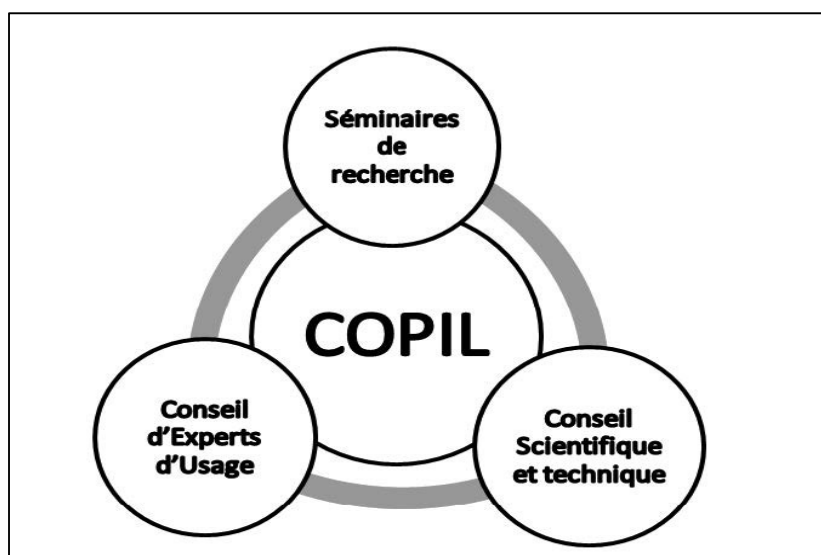 Séminaires
de
recherche
COPIL
Conseil
d'Experts
d'Usage
Conseil
Scientifique
et technique